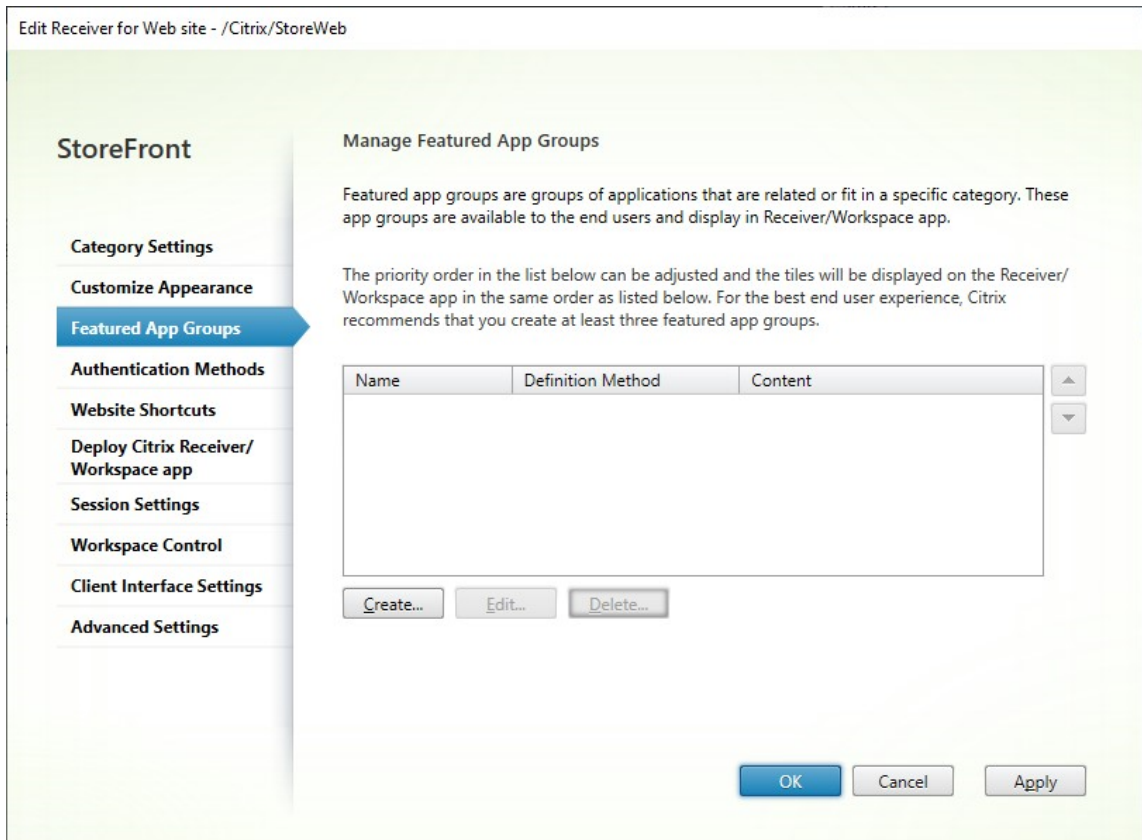 Edit Receiver for Web site - /Citrix/StoreWeb
StoreFront
Category Settings
Customize Appearance
Featured App Groups
Authentication Methods
Website Shortcuts
Deploy Citrix Receiver/
Workspace app
Session Settings
Workspace Control
Client Interface Settings
Advanced Settings
Manage Featured App Groups
Featured app groups are groups of applications that are related or fit in a specific category. These
app groups are available to the end users and display in Receiver/Workspace app.
The priority order in the list below can be adjusted and the tiles will be displayed on the Receiver/
Workspace app in the same order as listed below. For the best end user experience, Citrix
recommends that you create at least three featured app groups.
Name Definition Method Content
Create... Edit... Delete...
OK Cancel Apply